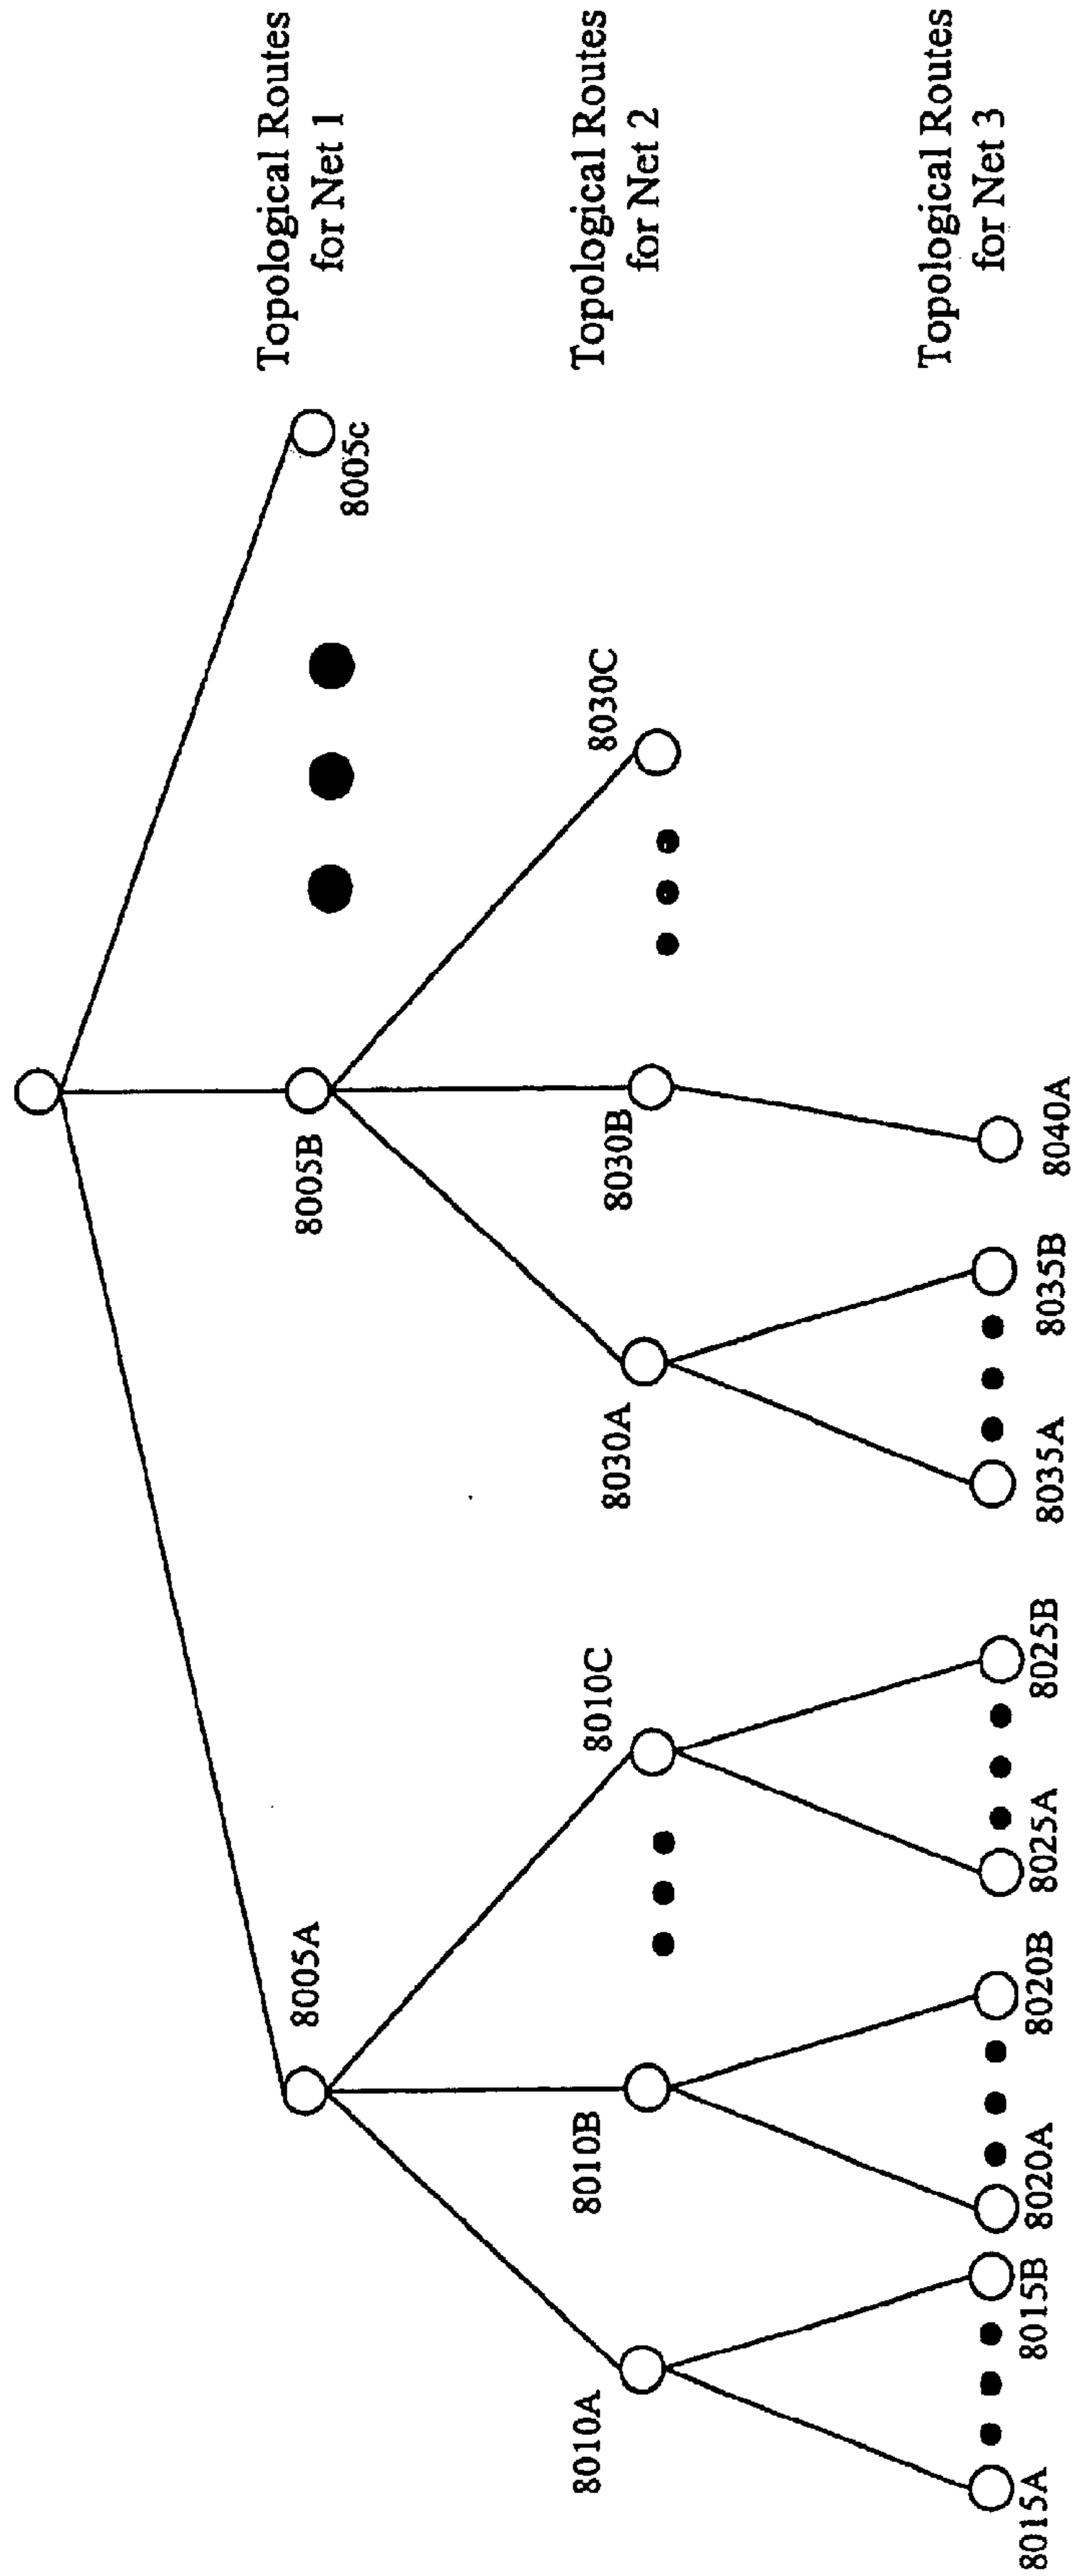 8005A
8005B
8005c
Topological Routes
for Net 1
8010A
8010B
8010C
8030A
8030B
8030C
Topological Routes
for Net 2
8015A
8015B
8020A
8020B
8025A
8025B
8035A
8035B
8040A
Topological Routes
for Net 3